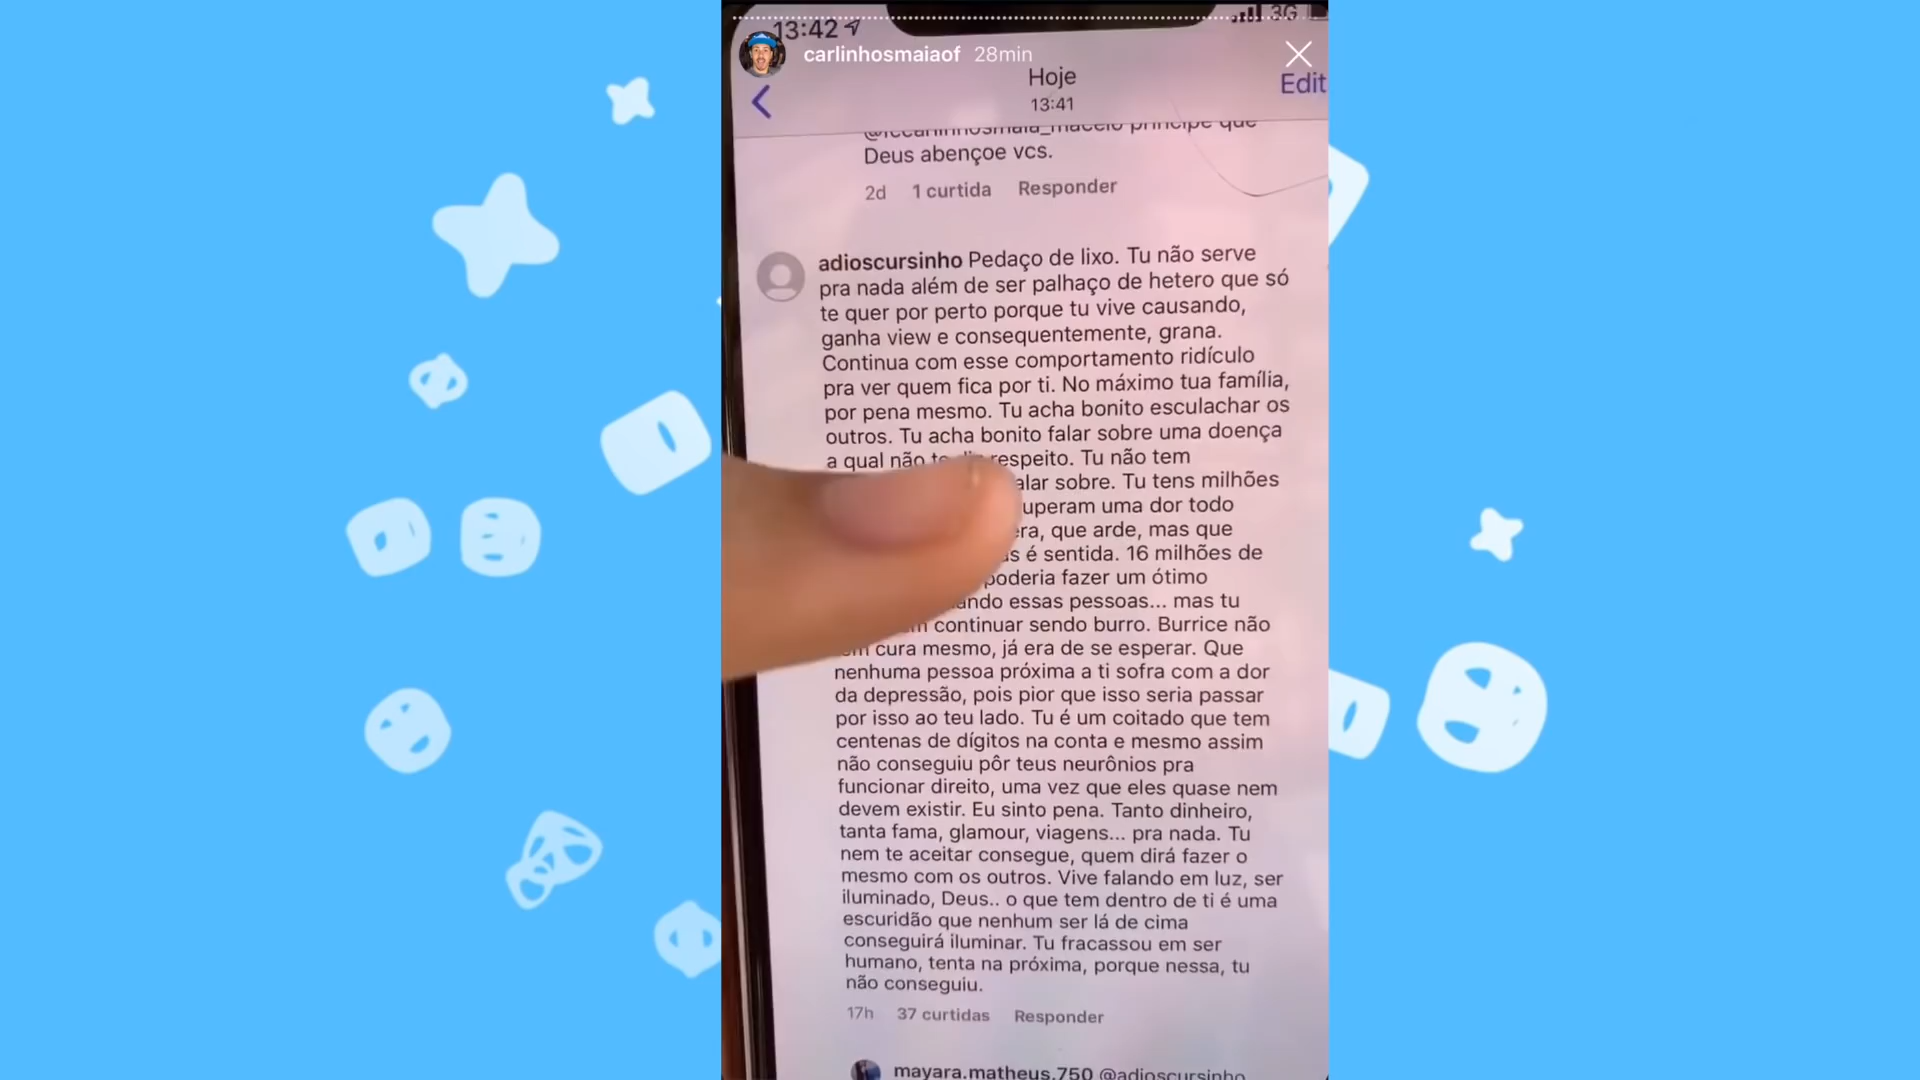 13:42
3G
carlinhosmaiaof 28min
Hoje
13:41
Edit
@fccarlinhosmaia_maceio principe que
Deus abençoe vcs.
2d 1 curtida Responder
adioscursinho Pedaço de lixo. Tu não serve
pra nada além de ser palhaço de hetero que só
te quer por perto porque tu vive causando,
ganha view e consequentemente, grana.
Continua com esse comportamento ridículo
pra ver quem fica por ti. No máximo tua família,
por pena mesmo. Tu acha bonito esculachar os
outros. Tu acha bonito falar sobre uma doença
a qual não te respeito. Tu não tem
alar sobre. Tu tens milhões
uperam uma dor todo
era, que arde, mas que
s é sentida. 16 milhões de
poderia fazer um ótimo
ando essas pessoas... mas tu
continuar sendo burro. Burrice não
cura mesmo, já era de se esperar. Que
nenhuma pessoa próxima a ti sofra com a dor
da depressão, pois pior que isso seria passar
por isso ao teu lado. Tu é um coitado que tem
centenas de dígitos na conta e mesmo assim
não conseguiu pôr teus neurônios pra
funcionar direito, uma vez que eles quase nem
devem existir. Eu sinto pena. Tanto dinheiro,
tanta fama, glamour, viagens... pra nada. Tu
nem te aceitar consegue, quem dirá fazer o
mesmo com os outros. Vive falando em luz, ser
iluminado, Deus.. o que tem dentro de ti é uma
escuridão que nenhum ser lá de cima
conseguirá iluminar. Tu fracassou em ser
humano, tenta na próxima, porque nessa, tu
não conseguiu.
17h 37 curtidas Responder
mayara.matheus.750 @adioscursinho